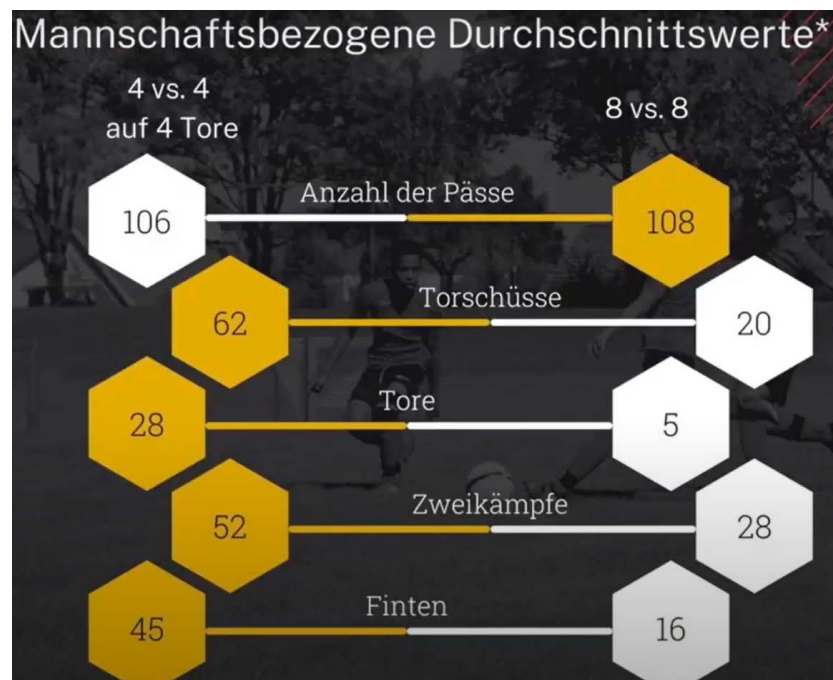 Mannschaftsbezogene Durchschnittswerte*
4 vs. 4
auf 4 Tore
8 vs. 8
106
Anzahl der Pässe
108
62
Torschüsse
20
28
Tore
5
52
Zweikämpfe
28
45
Finten
16